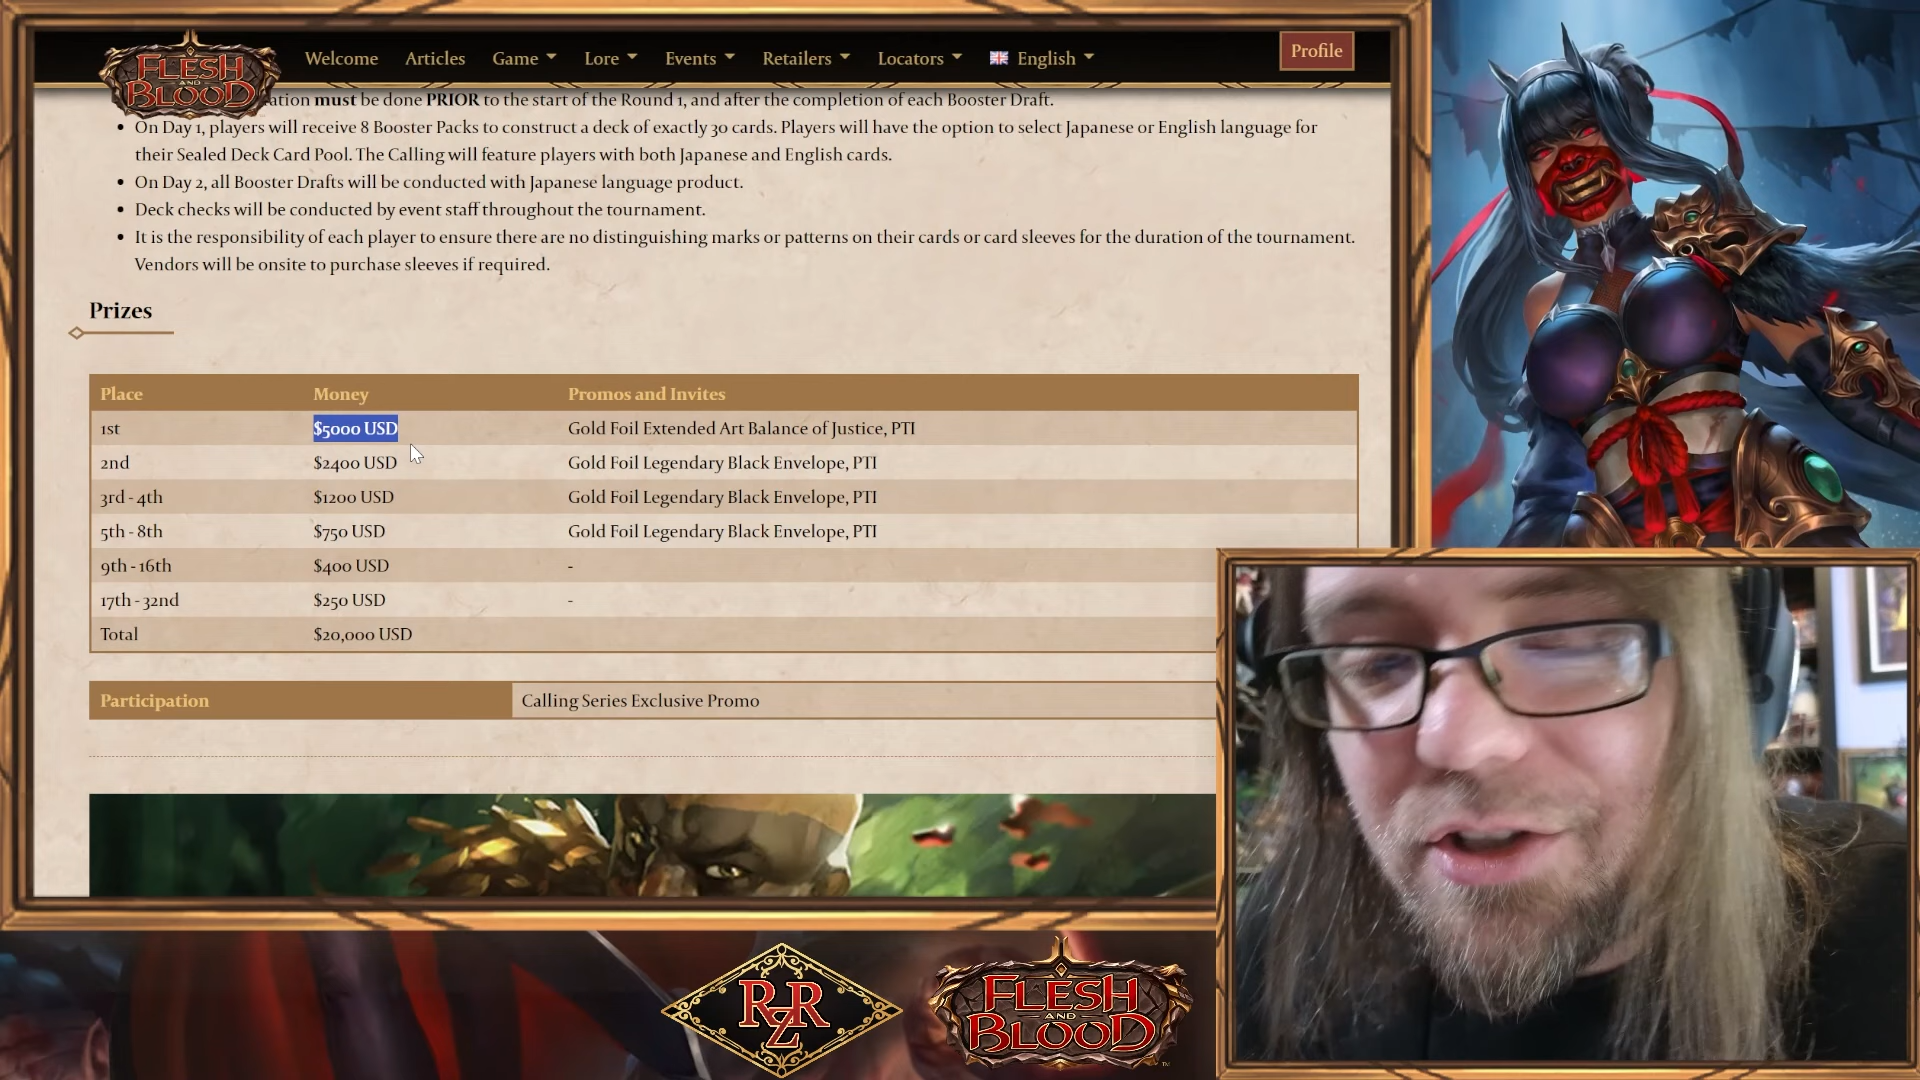 FLESH
AND
BLOOD
Welcome
Articles
Game
Lore
Events
Retailers
Locators
English
Profile
ation must be done PRIOR to the start of the Round 1, and after the completion of each Booster Draft.
On Day 1, players will receive 8 Booster Packs to construct a deck of exactly 30 cards. Players will have the option to select Japanese or English language for
their Sealed Deck Card Pool. The Calling will feature players with both Japanese and English cards.
On Day 2, all Booster Drafts will be conducted with Japanese language product.
Deck checks will be conducted by event staff throughout the tournament.
It is the responsibility of each player to ensure there are no distinguishing marks or patterns on their cards or card sleeves for the duration of the tournament.
Vendors will be onsite to purchase sleeves if required.
Prizes
Place Money Promos and Invites
1st $5000 USD Gold Foil Extended Art Balance of Justice, PTI
2nd $2400 USD Gold Foil Legendary Black Envelope, PTI
3rd - 4th $1200 USD Gold Foil Legendary Black Envelope, PTI
5th - 8th $750 USD Gold Foil Legendary Black Envelope, PTI
9th - 16th $400 USD -
17th - 32nd $250 USD -
Total $20,000 USD
Participation Calling Series Exclusive Promo
RZR
FLESH
AND
BLOOD
TM